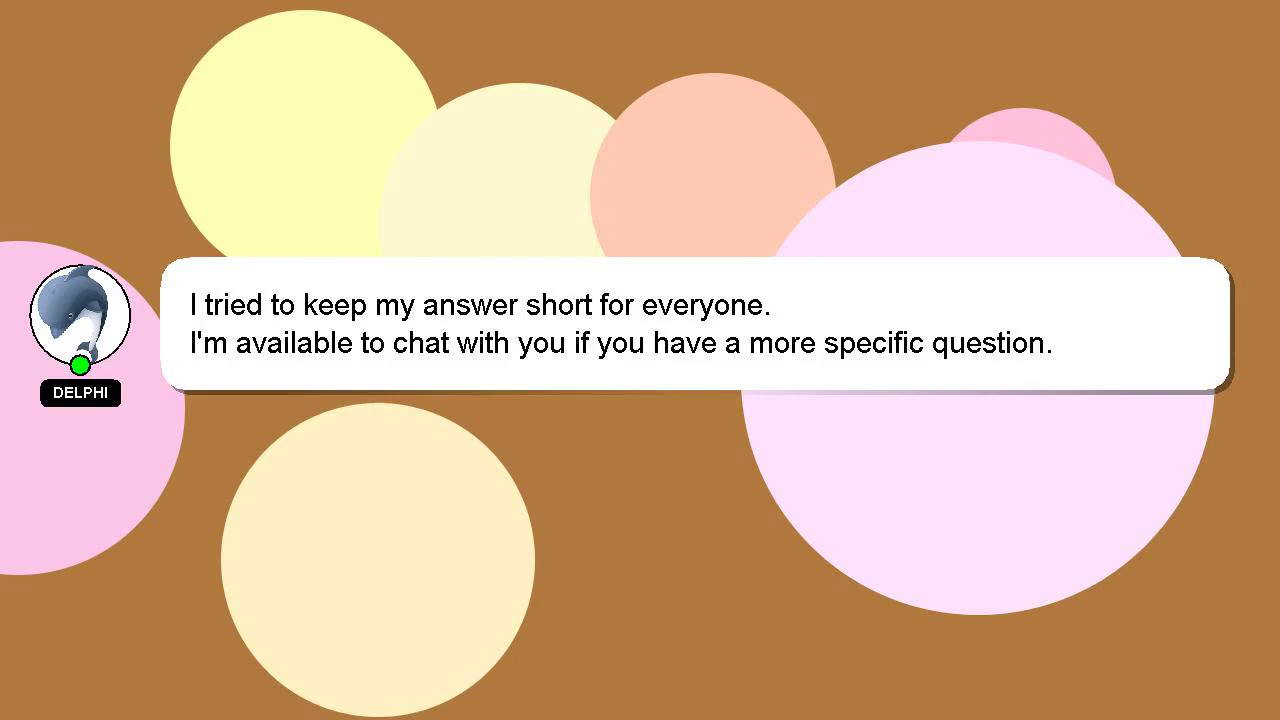 I tried to keep my answer short for everyone.
I'm available to chat with you if you have a more specific question.
DELPHI